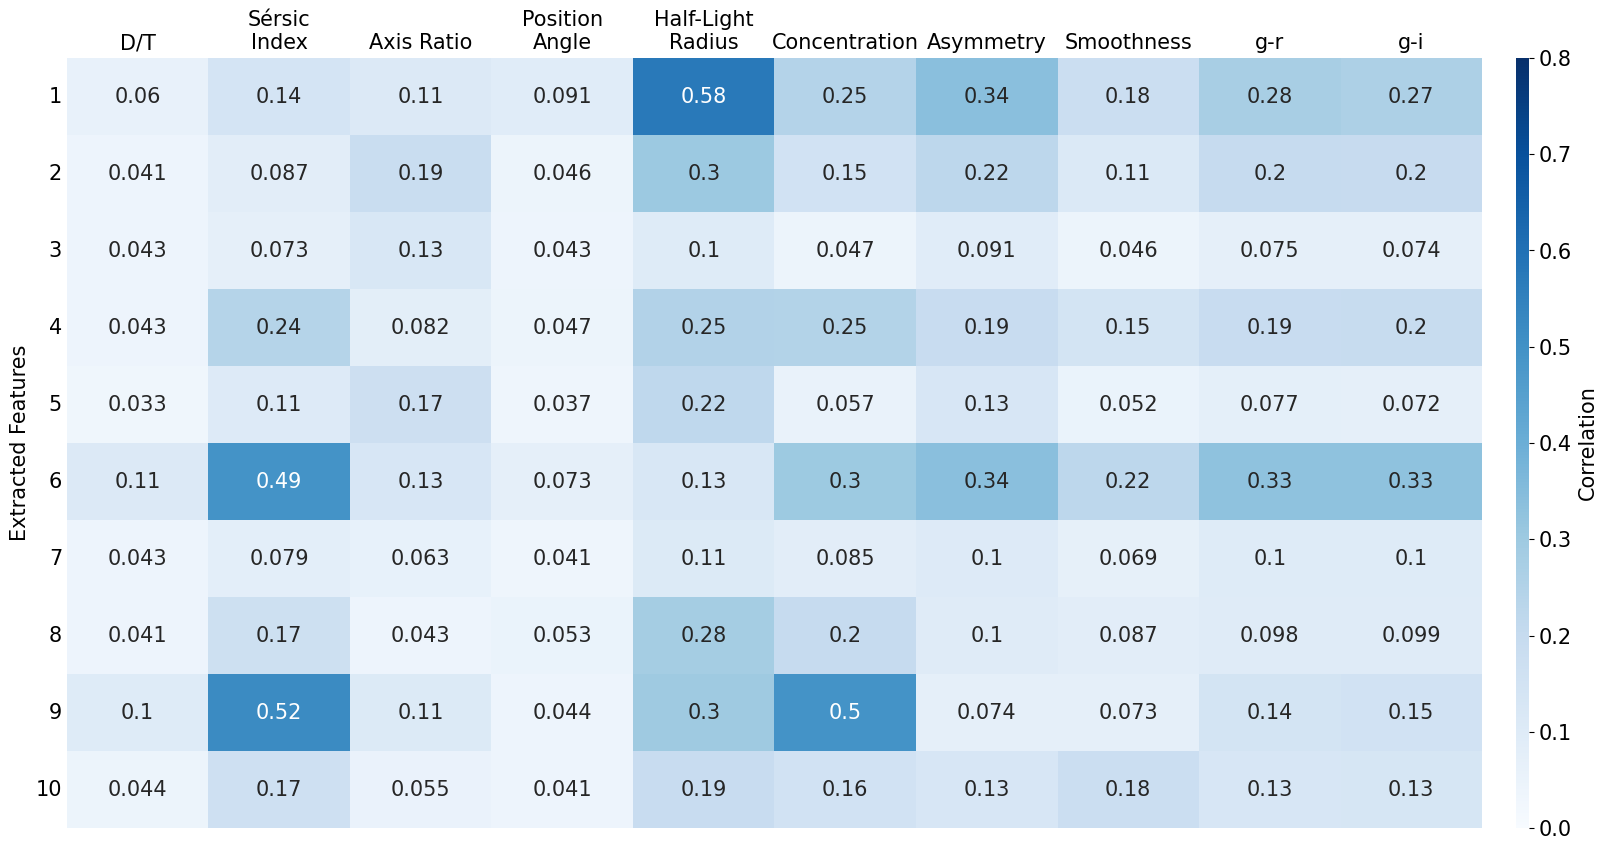 Sérsic
Position
Half-Light
D/T Index Axis Ratio Angle Radius Concentration Asymmetry Smoothness g-r g-i
1 0.06 0.14 0.11 0.091 0.58 0.25 0.34 0.18 0.28 0.27
2 0.041 0.087 0.19 0.046 0.3 0.15 0.22 0.11 0.2 0.2
3 0.043 0.073 0.13 0.043 0.1 0.047 0.091 0.046 0.075 0.074
4 0.043 0.24 0.082 0.047 0.25 0.25 0.19 0.15 0.19 0.2
5 0.033 0.11 0.17 0.037 0.22 0.057 0.13 0.052 0.077 0.072
6 0.11 0.49 0.13 0.073 0.13 0.3 0.34 0.22 0.33 0.33
7 0.043 0.079 0.063 0.041 0.11 0.085 0.1 0.069 0.1 0.1
8 0.041 0.17 0.043 0.053 0.28 0.2 0.1 0.087 0.098 0.099
9 0.1 0.52 0.11 0.044 0.3 0.5 0.074 0.073 0.14 0.15
10 0.044 0.17 0.055 0.041 0.19 0.16 0.13 0.18 0.13 0.13
Extracted Features
0.8
0.7
0.6
0.5
0.4
0.3
0.2
0.1
0.0
Correlation